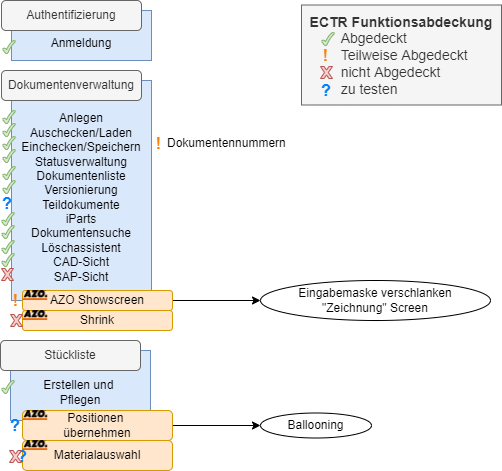 Authentifizierung
Anmeldung
ECTR Funktionsabdeckung
Abgedeckt
! Teilweise Abgedeckt
nicht Abgedeckt
? zu testen
Dokumentenverwaltung
Anlegen
Auschecken/Laden
Einchecken/Speichern
! Dokumentennummern
Statusverwaltung
Dokumentenliste
Versionierung
? Teildokumente
iParts
Dokumentensuche
Löschassistent
CAD-Sicht
SAP-Sicht
! AZO. AZO Showscreen
Eingabemaske verschlanken
"Zeichnung" Screen
AZO. Shrink
Stückliste
Erstellen und
Pflegen
? AZO. Positionen
übernehmen
Ballooning
? AZO. Materialauswahl